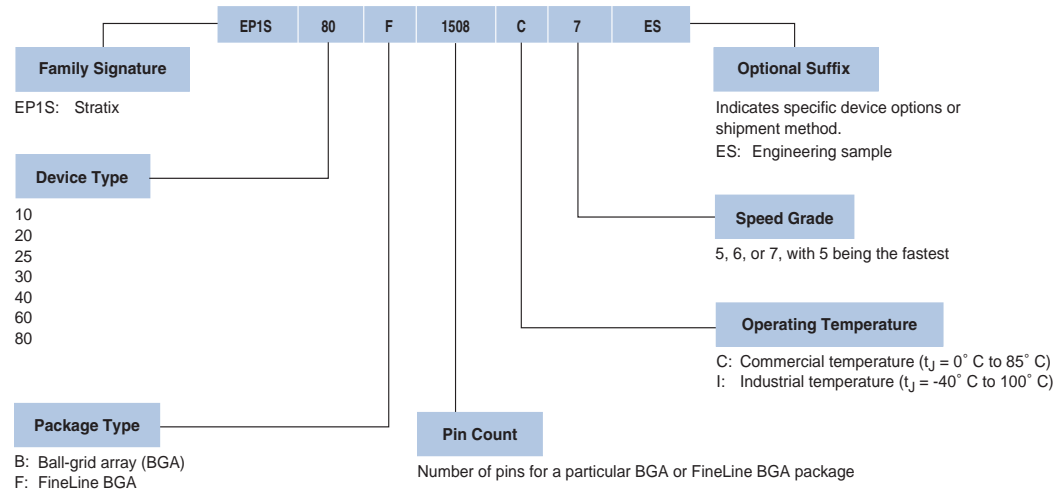 EP1S 80 F 1508 C 7 ES
Family Signature
EP1S: Stratix
Device Type
10
20
25
30
40
60
80
Package Type
B: Ball-grid array (BGA)
F: FineLine BGA
Pin Count
Number of pins for a particular BGA or FineLine BGA package
Optional Suffix
Indicates specific device options or
shipment method.
ES: Engineering sample
Speed Grade
5, 6, or 7, with 5 being the fastest
Operating Temperature
C: Commercial temperature (tJ = 0˚ C to 85˚ C)
I: Industrial temperature (tJ = -40˚ C to 100˚ C)